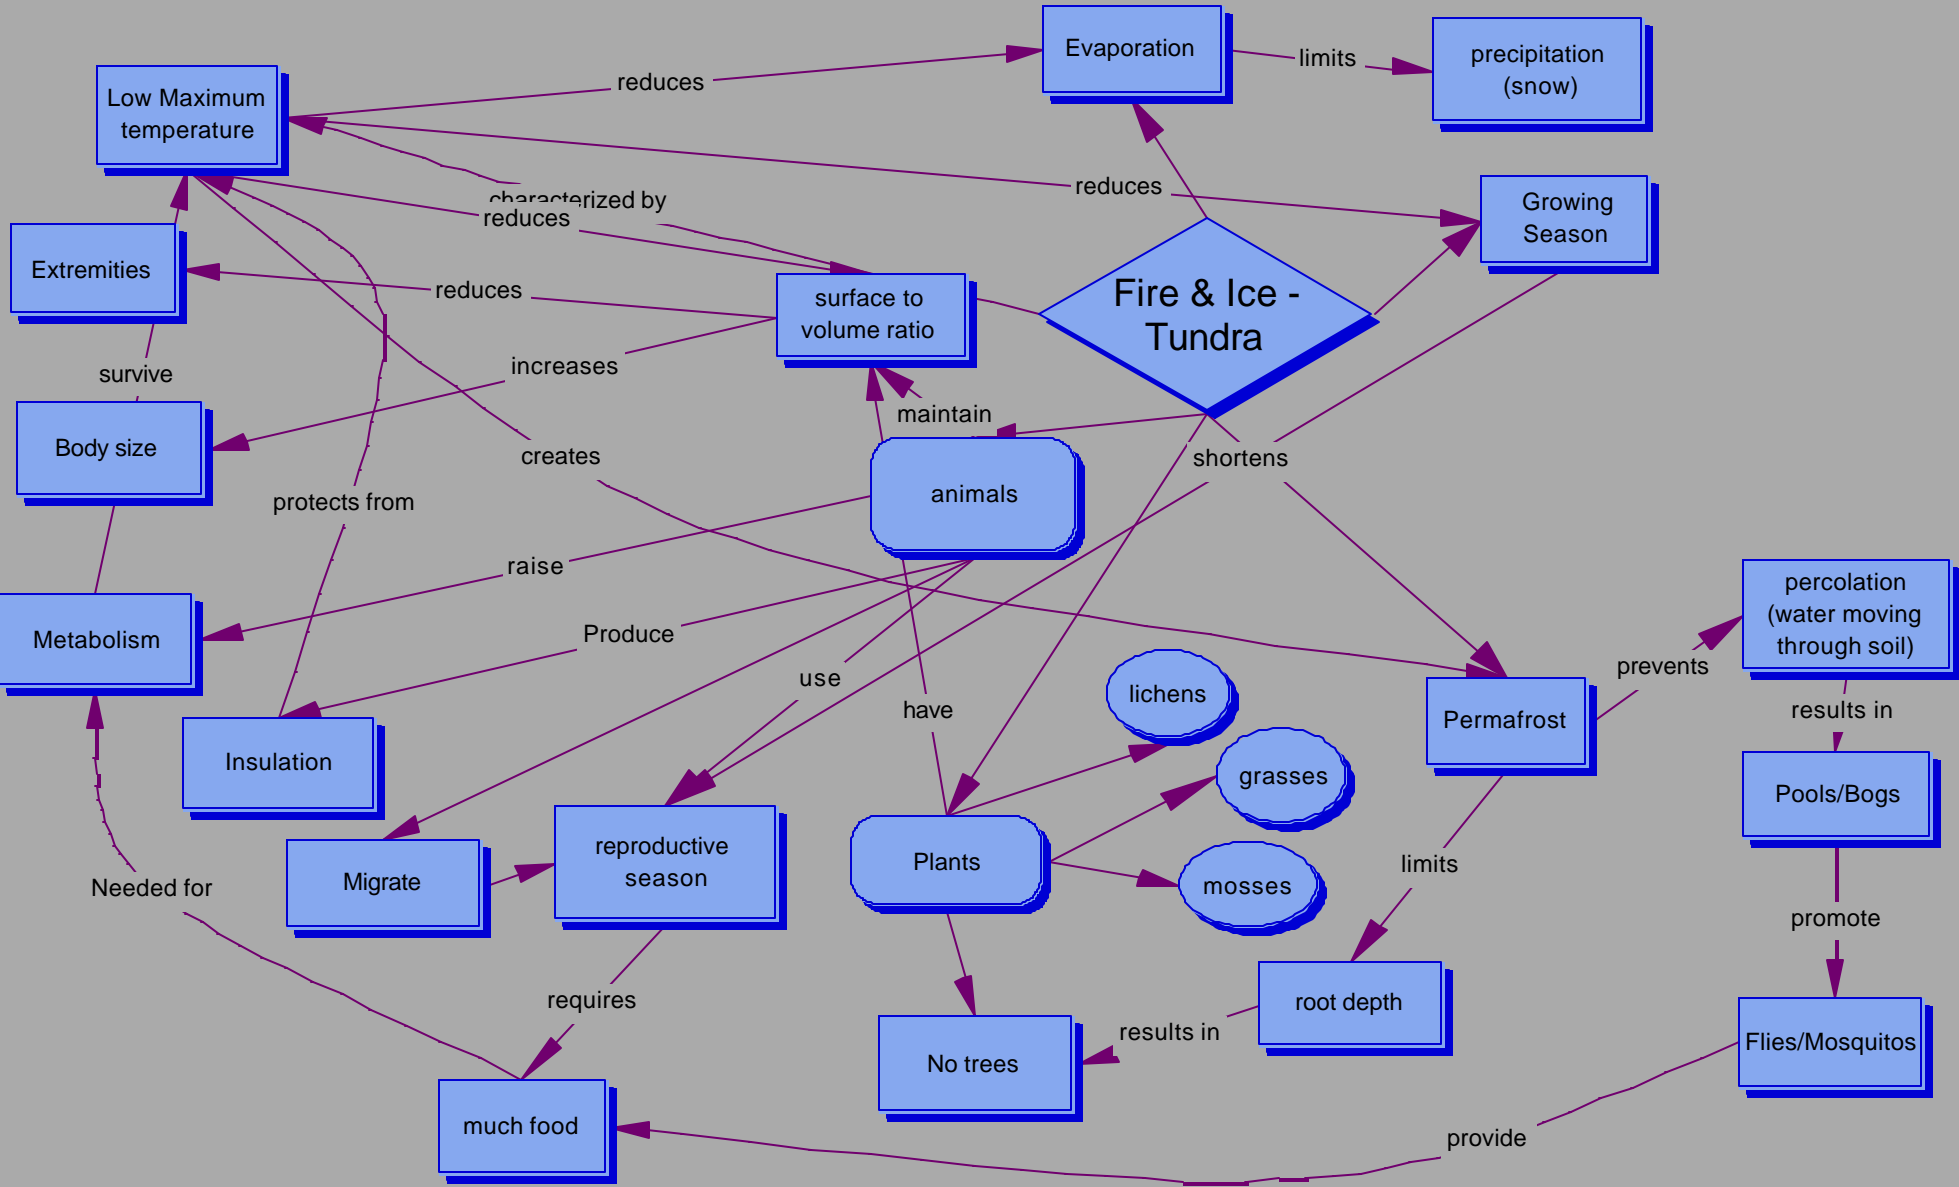 Evaporation
limits
precipitation
(snow)
Low Maximum
temperature
reduces
reduces
characterized by
reduces
Growing
Season
Extremities
reduces
surface to
volume ratio
Fire & Ice -
Tundra
increases
survive
maintain
Body size
creates
shortens
protects from
animals
raise
percolation
(water moving
through soil)
Metabolism
Produce
prevents
use
lichens
have
Permafrost
results in
Insulation
grasses
Pools/Bogs
reproductive
season
Migrate
Plants
limits
Needed for
mosses
promote
requires
root depth
results in
No trees
Flies/Mosquitos
much food
provide